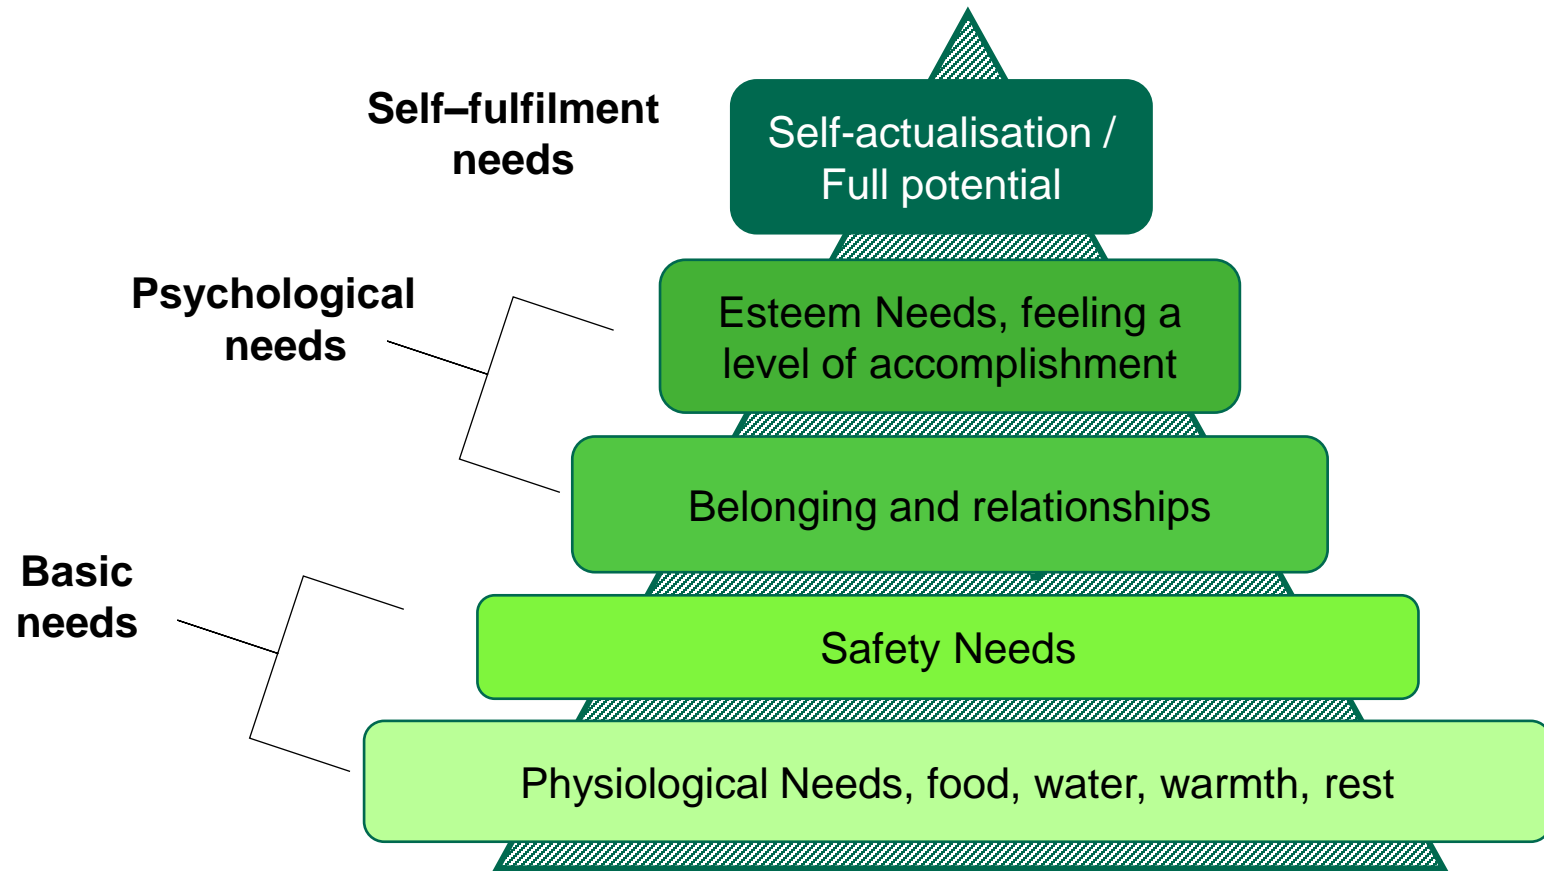 Self–fulfilment
needs
Self-actualisation /
Full potential
Psychological
needs
Esteem Needs, feeling a
level of accomplishment
Belonging and relationships
Basic
needs
Safety Needs
Physiological Needs, food, water, warmth, rest